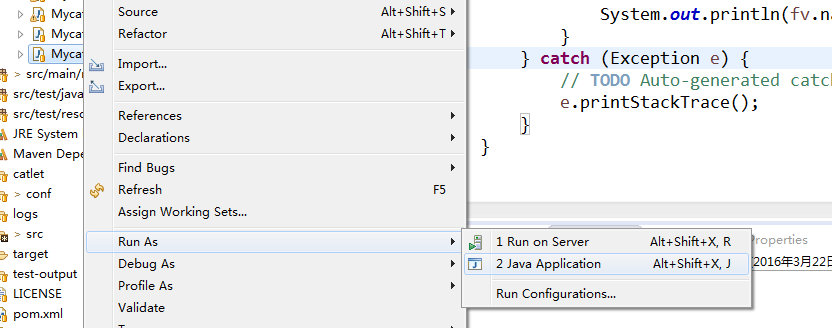 Myca
Myca
Myca
> src/main/
src/test/java
src/test/reso
JRE System
Maven Depe
catlet
> conf
logs
> src
target
test-output
LICENSE
pom.xml
Source Alt+Shift+S
Refactor Alt+Shift+T
Import...
Export...
References
Declarations
Find Bugs
Refresh F5
Assign Working Sets...
Run As
Debug As
Profile As
Validate
1 Run on Server Alt+Shift+X, R
2 Java Application Alt+Shift+X, J
Run Configurations...
System.out.println(fv.na
}
} catch (Exception e) {
// TODO Auto-generated catch
e.printStackTrace();
}
}
Properties
2016年3月22日